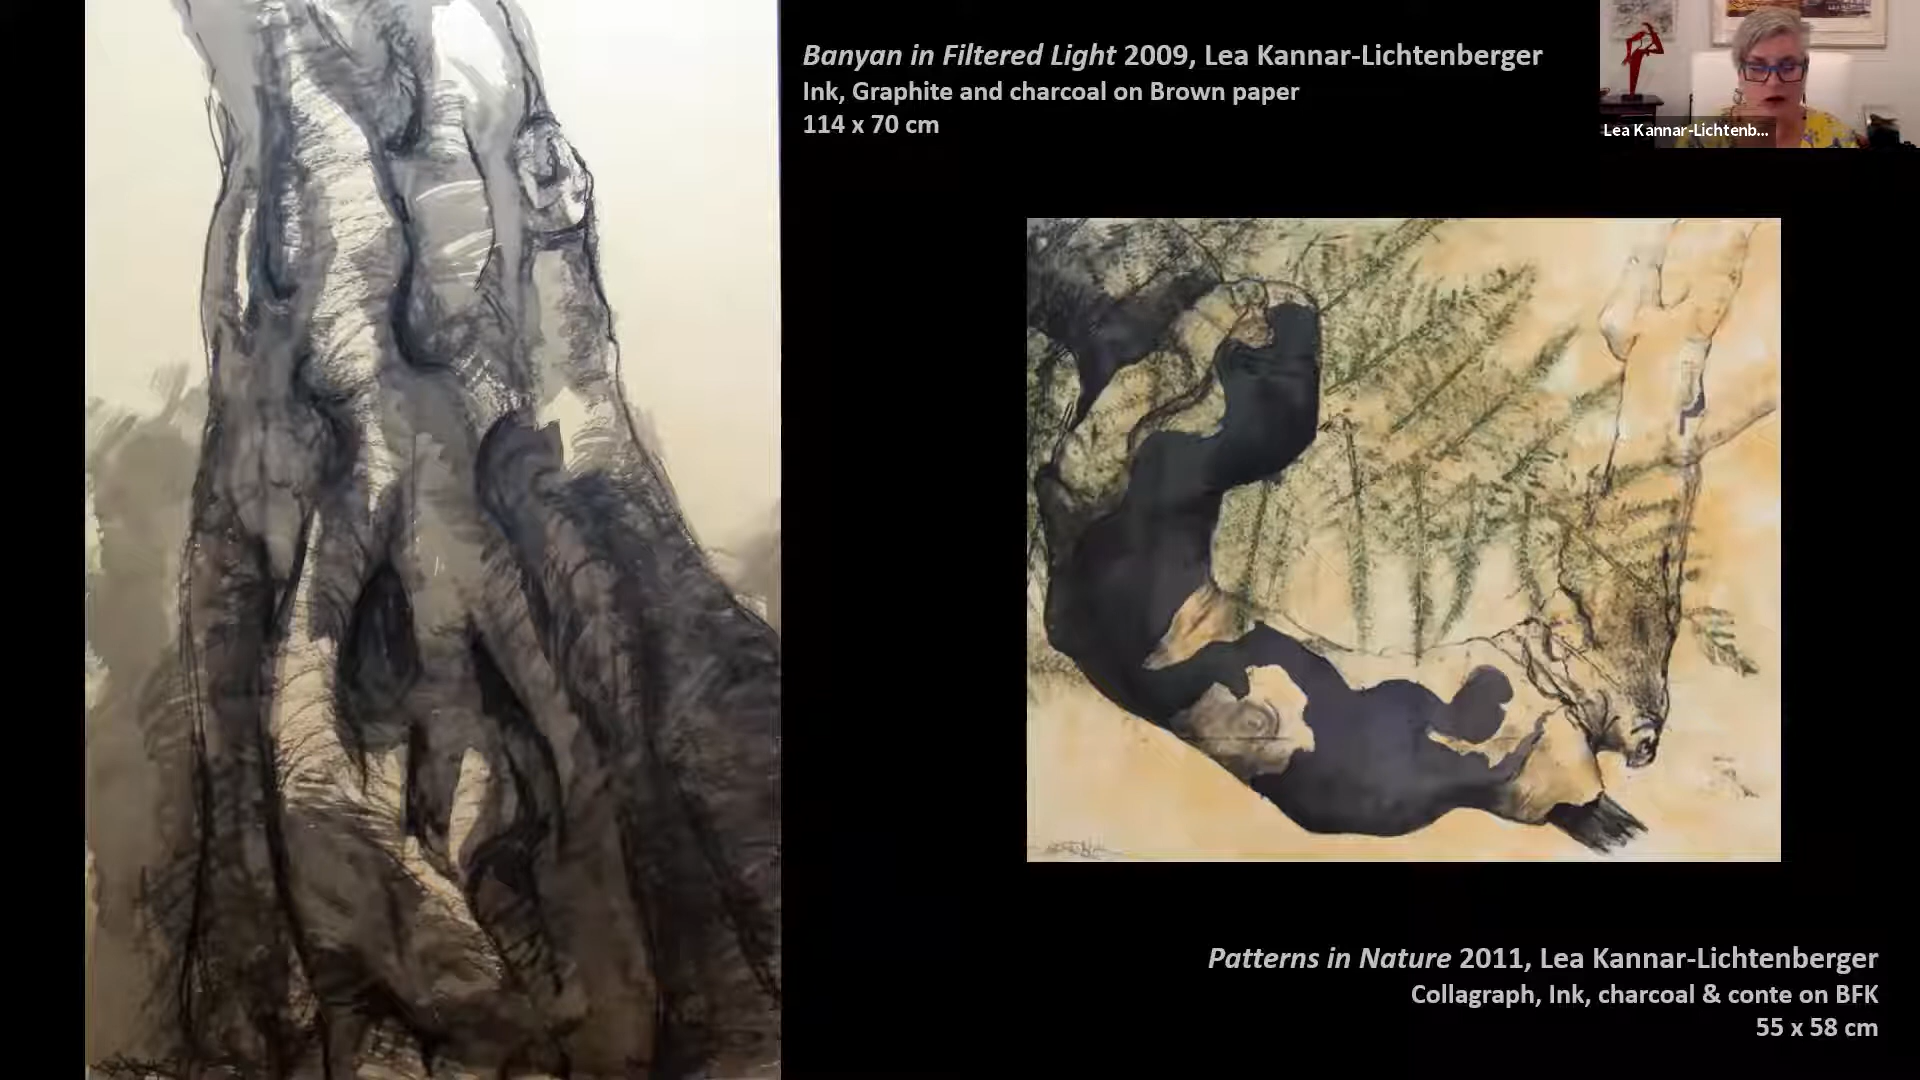 Banyan in Filtered Light 2009, Lea Kannar-Lichtenberger
Ink, Graphite and charcoal on Brown paper
114 x 70 cm
Lea Kannar-Lichtenb...
Patterns in Nature 2011, Lea Kannar-Lichtenberger
Collagraph, Ink, charcoal & conte on BFK
55 x 58 cm